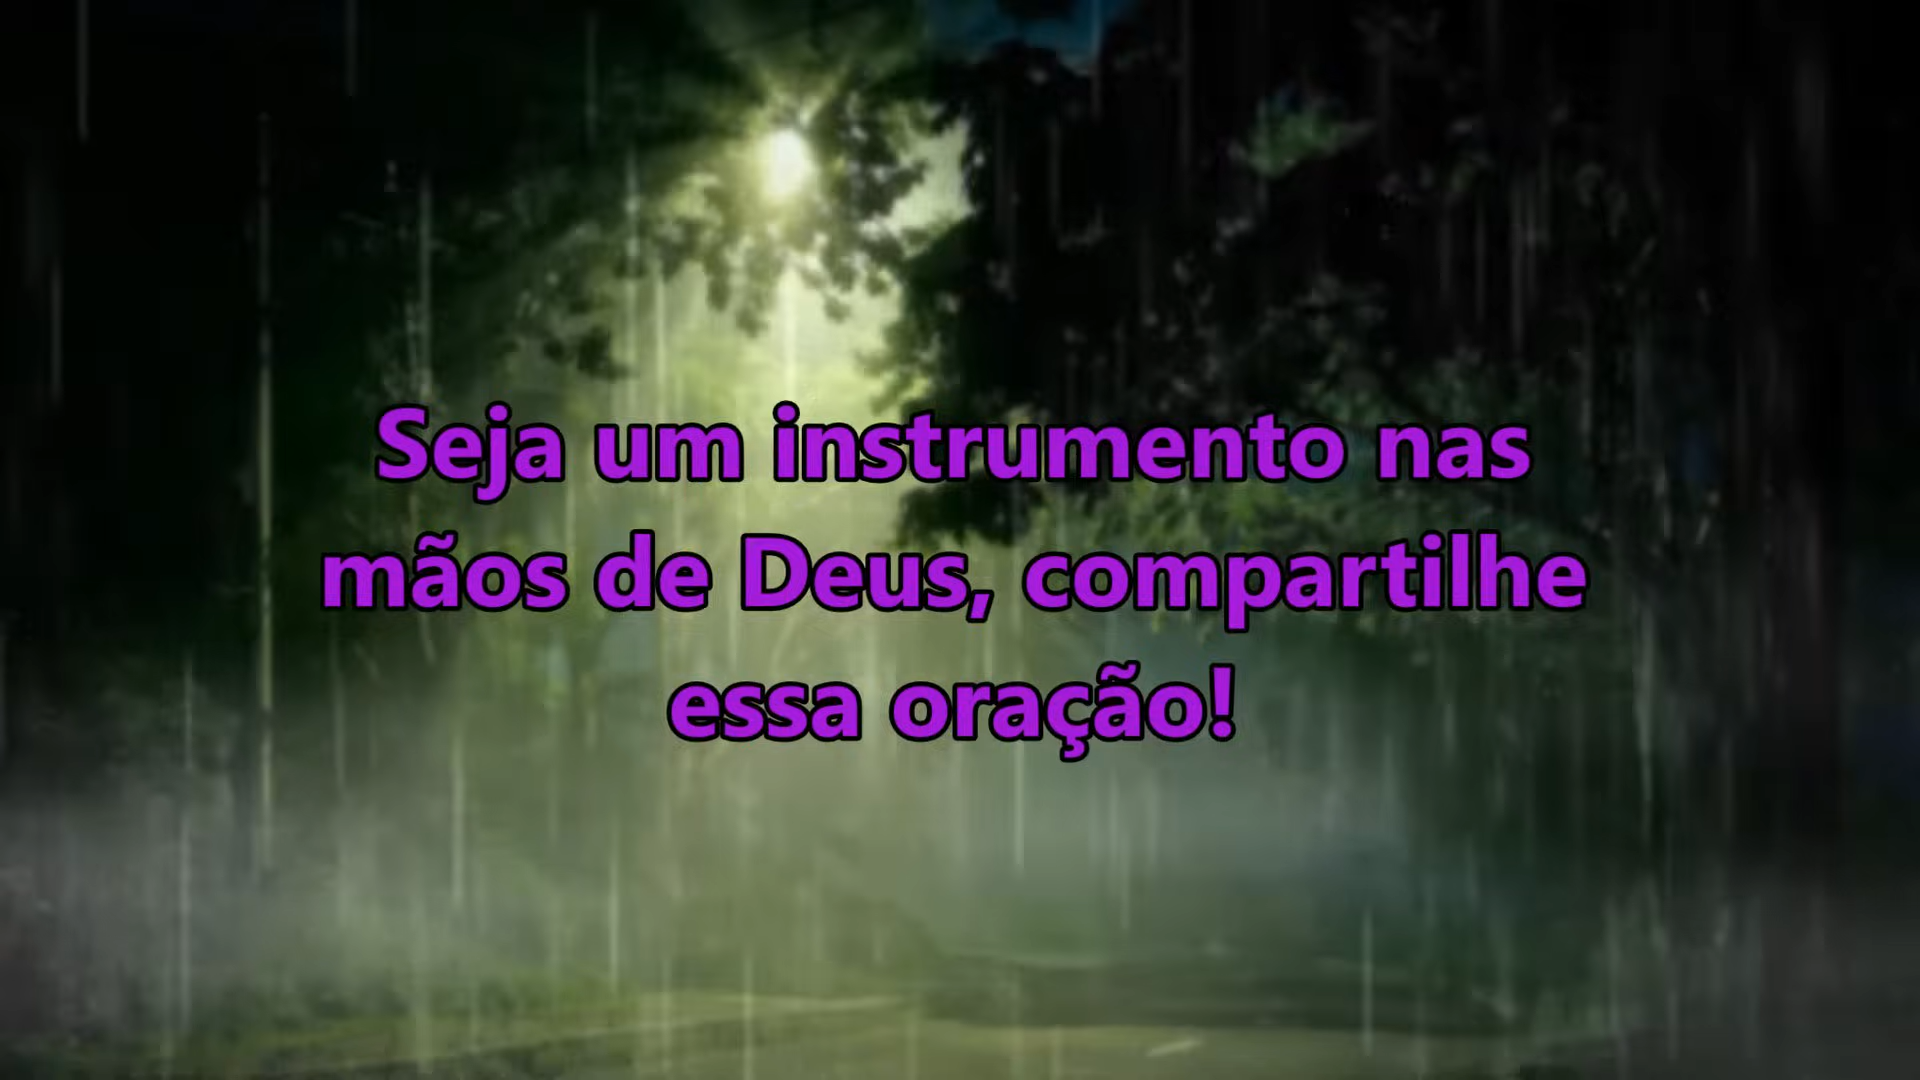 Seja um instrumento nas
mãos de Deus, compartilhe
essa oração!